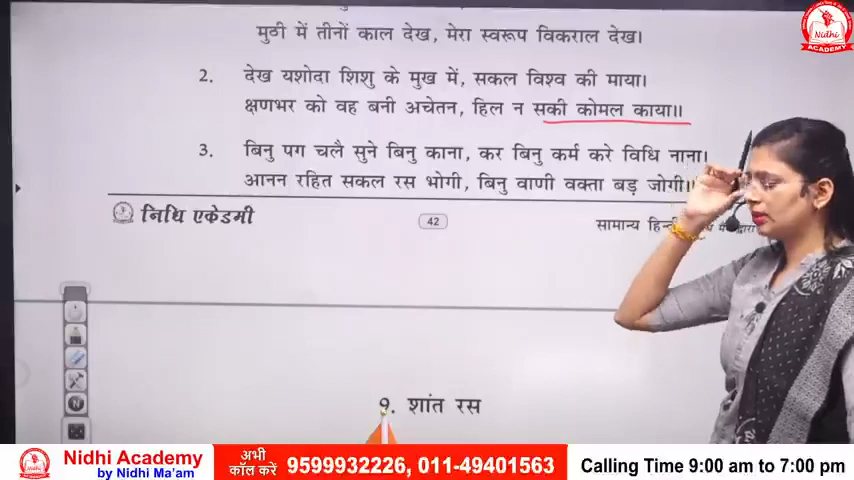 मुठी में तीनों काल देख, मेरा स्वरूप विकराल देख।
2. देख यशोदा शिशु के मुख में, सकल विश्व की माया।
क्षणभर को वह बनी अचेतन, हिल न सकी कोमल काया।।
3. बिनु पग चलै सुने बिनु काना, कर बिनु कर्म करे विधि नाना।
आनन रहित सकल रस भोगी, बिनु वाणी वक्ता बड़ जोगी।।
निधि एकेडमी
42
सामान्य
9. शांत रस
Nidhi
ACADEMY
Nidhi Academy
by Nidhi Ma'am
अभी
कॉल करें
9599932226, 011-49401563
Calling Time 9:00 am to 7:00 pm